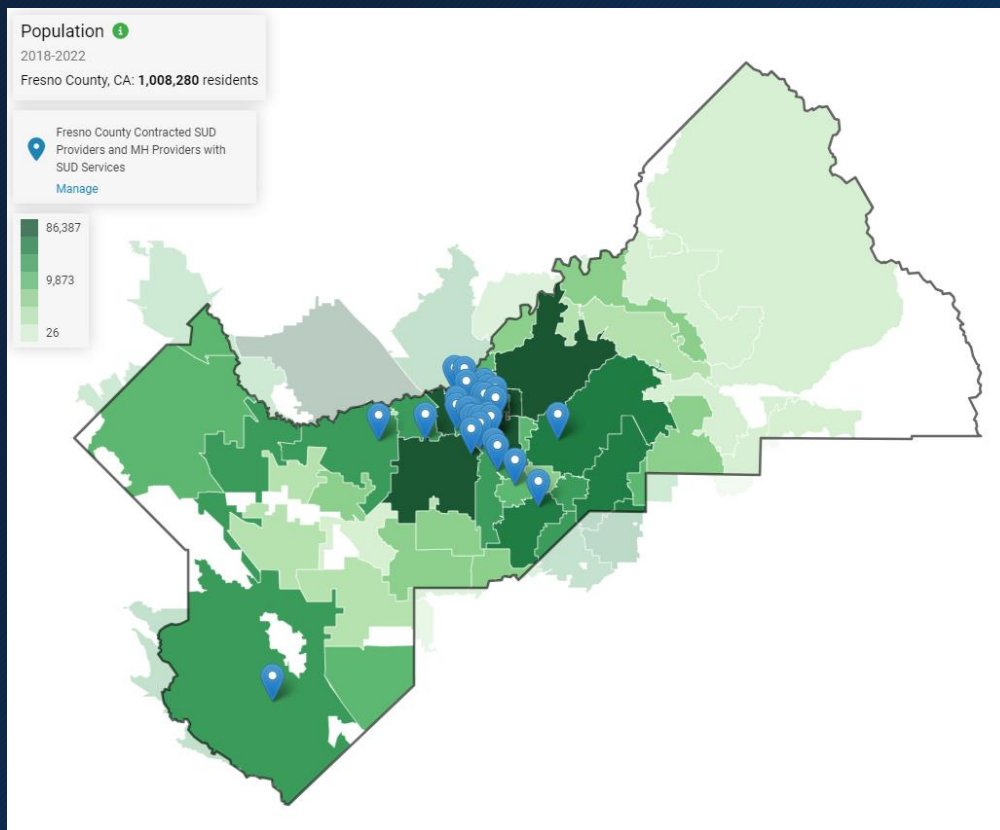 Population
2018-2022
Fresno County, CA: 1,008,280 residents
Fresno County Contracted SUD
Providers and MH Providers with
SUD Services
Manage
86,387
9,873
26